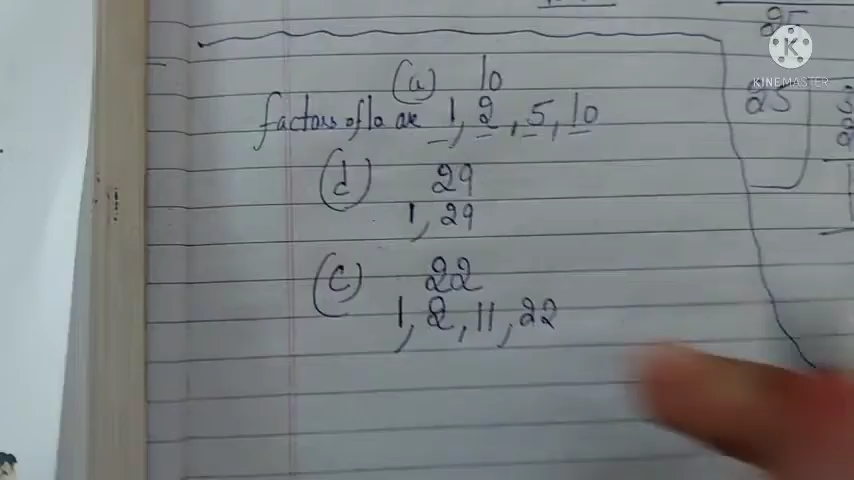 (a) 10
factors of 10 are 1, 2, 5, 10
(d) 29
1, 29
(c) 22
1, 2, 11, 22
25
K
KINEMASTER
25